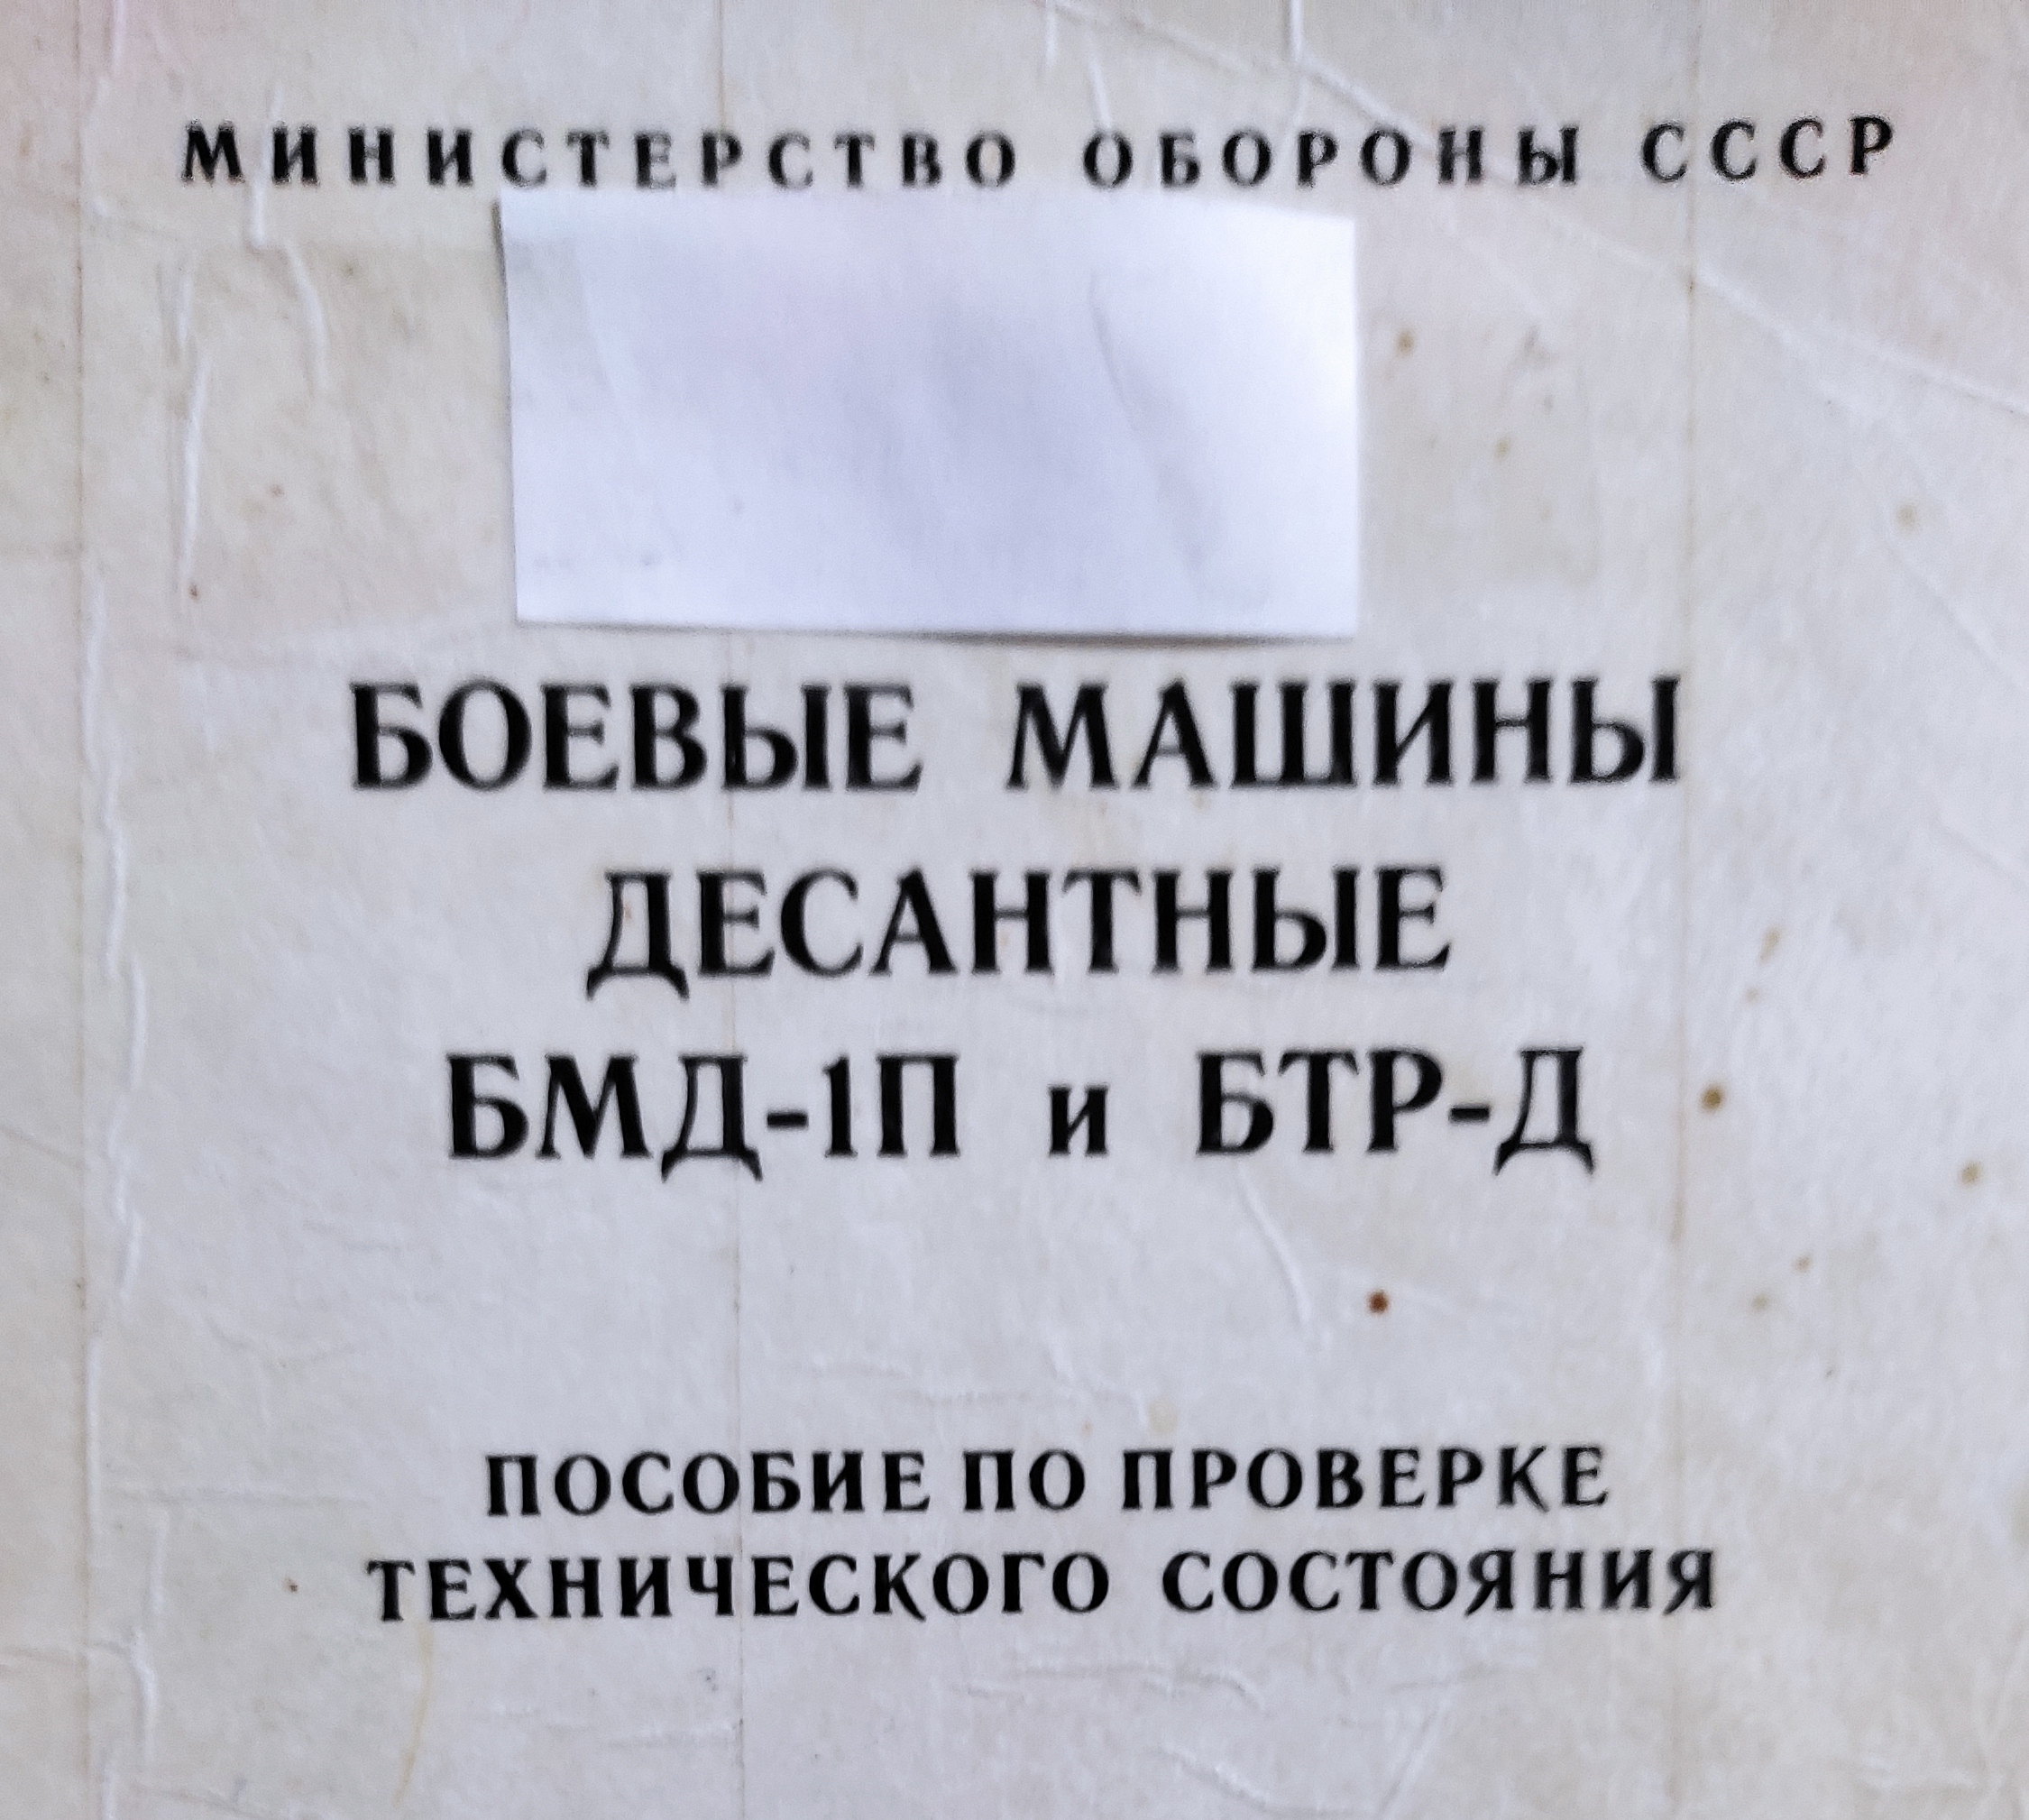 МИНИСТЕРСТВО ОБОРОНЫ СССР
БОЕВЫЕ МАШИНЫ
ДЕСАНТНЫЕ
БМД-1П и БТР-Д
ПОСОБИЕ ПО ПРОВЕРКЕ
ТЕХНИЧЕСКОГО СОСТОЯНИЯ